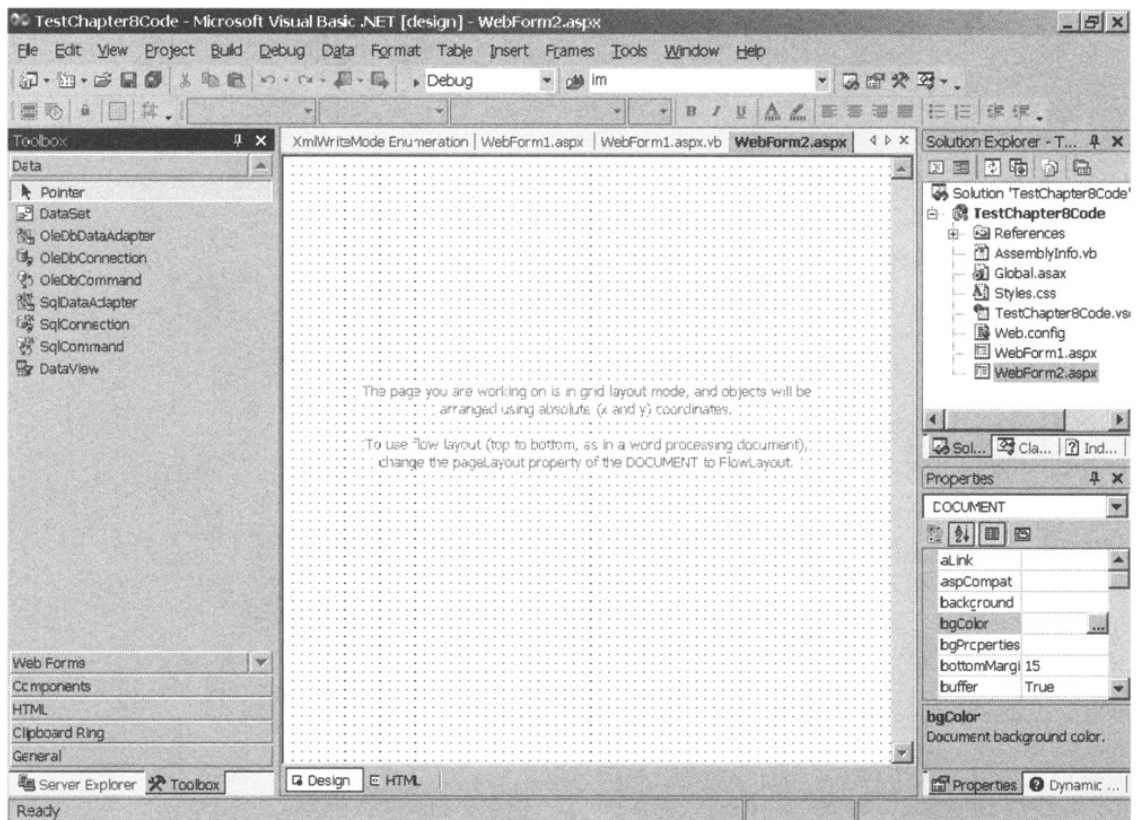 TestChapter8Code - Microsoft Visual Basic .NET [design] - WebForm2.aspx
File Edit View Project Build Debug Data Format Table Insert Frames Tools Window Help
Debug
im
B I U
Toolbox
Data
Pointer
DataSet
OleDbDataAdapter
OleDbConnection
OleDbCommand
SqlDataAdapter
SqlConnection
SqlCommand
DataView
Web Forms
Components
HTML
Clipboard Ring
General
Server Explorer
Toolbox
XmlWriteMode Enumeration
WebForm1.aspx
WebForm1.aspx.vb
WebForm2.aspx
The page you are working on is in grid layout mode, and objects will be
arranged using absolute (x and y) coordinates.
To use flow layout (top to bottom, as in a word processing document),
change the pageLayout property of the DOCUMENT to FlowLayout.
Design
HTML
Solution Explorer - T...
Solution 'TestChapter8Code'
TestChapter8Code
References
AssemblyInfo.vb
Global.asax
Styles.css
TestChapter8Code.vs
Web.config
WebForm1.aspx
WebForm2.aspx
Sol...
Cla...
Ind...
Properties
DOCUMENT
aLink
aspCompat
background
bgColor
bgProperties
bottomMargi 15
buffer True
bgColor
Document background color.
Properties
Dynamic ...
Ready